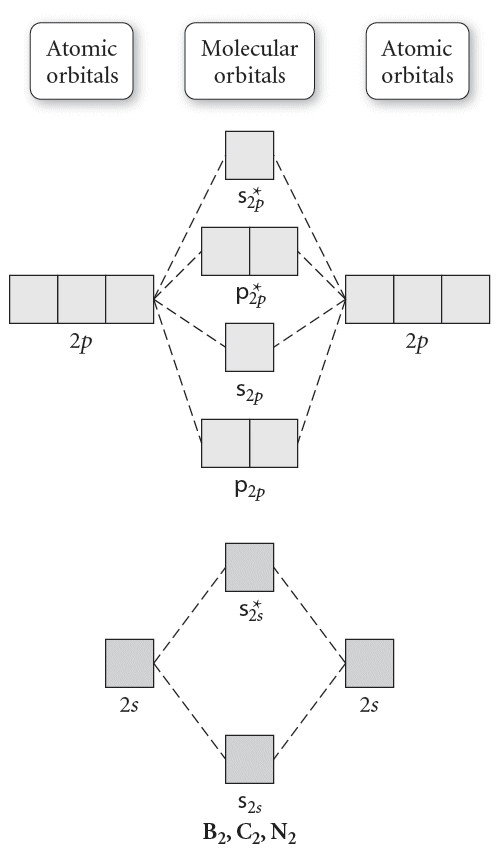 Atomic
orbitals
Molecular
orbitals
Atomic
orbitals
s*2p
p*2p
2p
2p
s2p
p2p
s*2s
2s
2s
s2s
B2, C2, N2